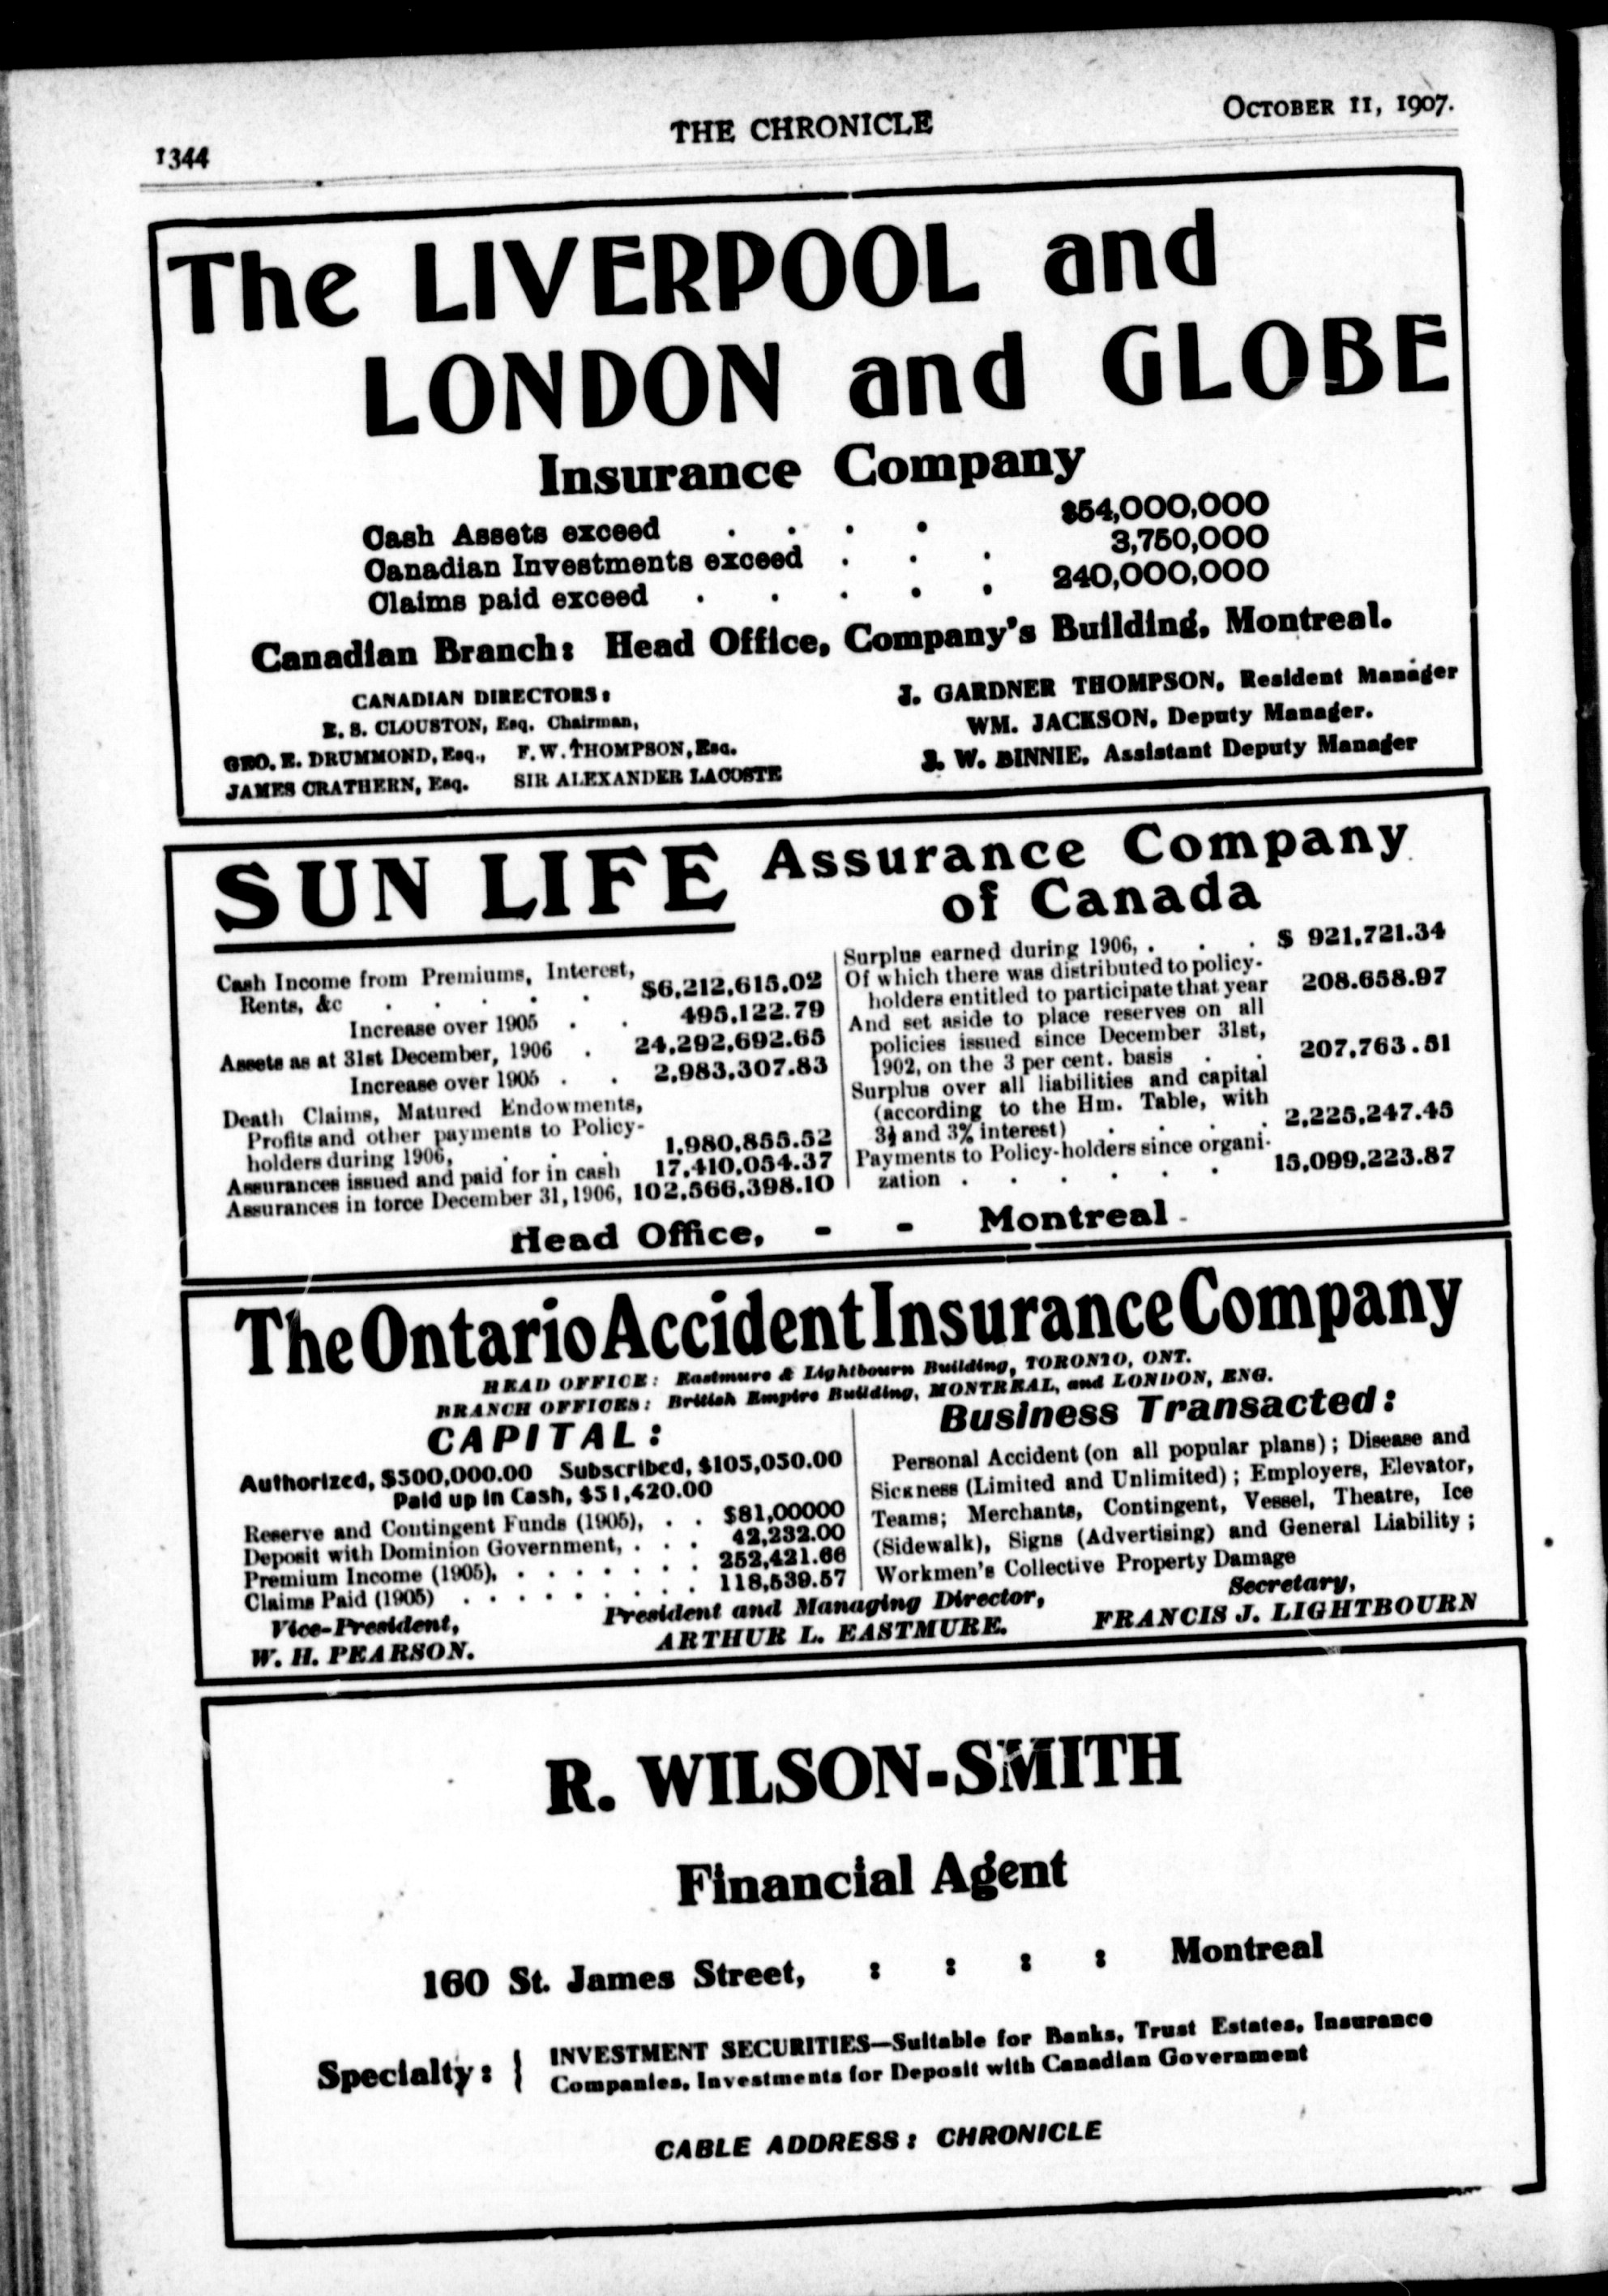 1344
THE CHRONICLE
OCTOBER 11, 1907.
The LIVERPOOL and
LONDON and GLOBE
Insurance Company
Cash Assets exceed . . . . $54,000,000
Canadian Investments exceed . . . 3,750,000
Claims paid exceed . . . . . 240,000,000
Canadian Branch: Head Office, Company's Building, Montreal.
CANADIAN DIRECTORS:
E. S. CLOUSTON, Esq. Chairman,
GEO. E. DRUMMOND, Esq., F. W. THOMPSON, Esq.
JAMES CRATHERN, Esq. SIR ALEXANDER LACOSTE
J. GARDNER THOMPSON, Resident Manager
WM. JACKSON, Deputy Manager.
J. W. BINNIE, Assistant Deputy Manager
SUN LIFE Assurance Company
of Canada
Cash Income from Premiums, Interest,
Rents, &c . . . . . $6,212,615.02
Increase over 1905 . . 495,122.79
Assets as at 31st December, 1906 . 24,292,692.65
Increase over 1905 . . 2,983,307.83
Death Claims, Matured Endowments,
Profits and other payments to Policy-
holders during 1906, . . . 1,980,855.52
Assurances issued and paid for in cash 17,410,054.37
Assurances in force December 31, 1906, 102,566,398.10
Surplus earned during 1906, . . . $ 921,721.34
Of which there was distributed to policy-
holders entitled to participate that year 208.658.97
And set aside to place reserves on all
policies issued since December 31st,
1902, on the 3 per cent. basis . . 207,763.51
Surplus over all liabilities and capital
(according to the Hm. Table, with
3½ and 3% interest) . . . . 2,225,247.45
Payments to Policy-holders since organi-
zation . . . . . . 15,099,223.87
Head Office, - - Montreal
The Ontario Accident Insurance Company
HEAD OFFICE: Eastmure & Lightbourn Building, TORONTO, ONT.
BRANCH OFFICES: British Empire Building, MONTREAL, and LONDON, ENG.
CAPITAL:
Authorized, $500,000.00 Subscribed, $105,050.00
Paid up in Cash, $51,420.00
Reserve and Contingent Funds (1905), . . $81,00000
Deposit with Dominion Government, . . . 42,232.00
Premium Income (1905), . . . . . . . 252,421.66
Claims Paid (1905) . . . . . . . . 118,539.57
Business Transacted:
Personal Accident (on all popular plans); Disease and
Sickness (Limited and Unlimited); Employers, Elevator,
Teams; Merchants, Contingent, Vessel, Theatre, Ice
(Sidewalk), Signs (Advertising) and General Liability;
Workmen's Collective Property Damage
Vice-President,
W. H. PEARSON.
President and Managing Director,
ARTHUR L. EASTMURE.
Secretary,
FRANCIS J. LIGHTBOURN
R. WILSON-SMITH
Financial Agent
160 St. James Street, : : : : Montreal
Specialty: { INVESTMENT SECURITIES—Suitable for Banks, Trust Estates, Insurance
Companies, Investments for Deposit with Canadian Government
CABLE ADDRESS: CHRONICLE